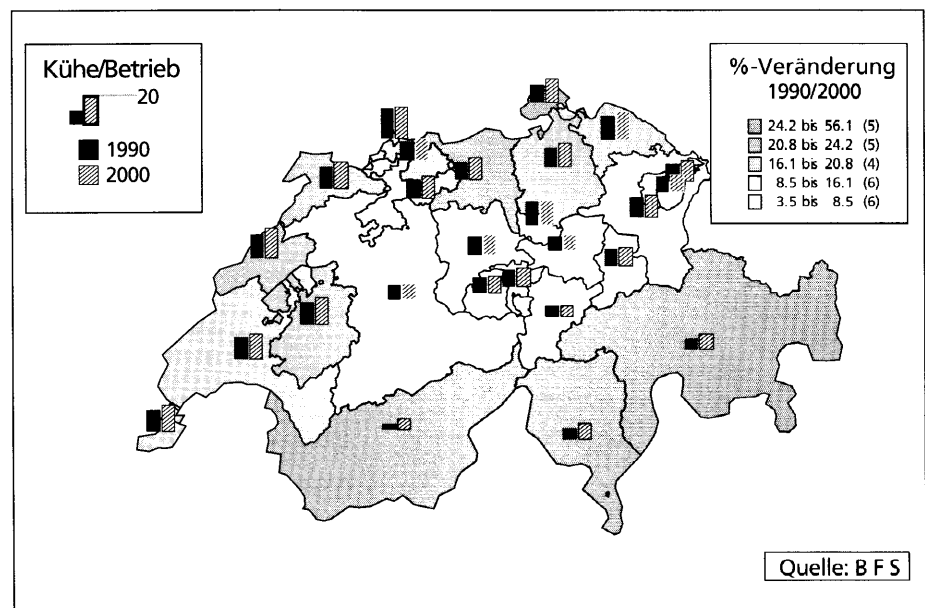 Kühe/Betrieb
20
1990
2000
%-Veränderung
1990/2000
24.2 bis 56.1 (5)
20.8 bis 24.2 (5)
16.1 bis 20.8 (4)
8.5 bis 16.1 (6)
3.5 bis 8.5 (6)
Quelle: B F S